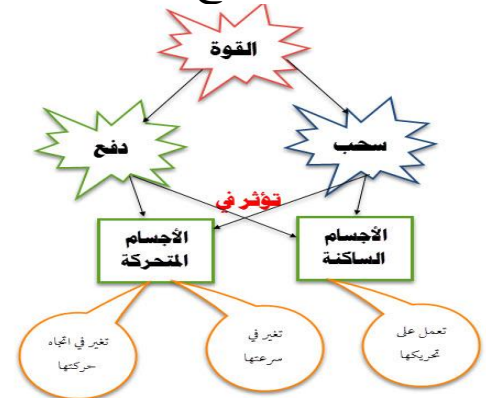 القوة
سحب
دفع
تؤثر في
الأجسام
الساكنة
الأجسام
المتحركة
تعمل على
تحريكها
تغير في
سرعتها
تغير في اتجاه
حركتها